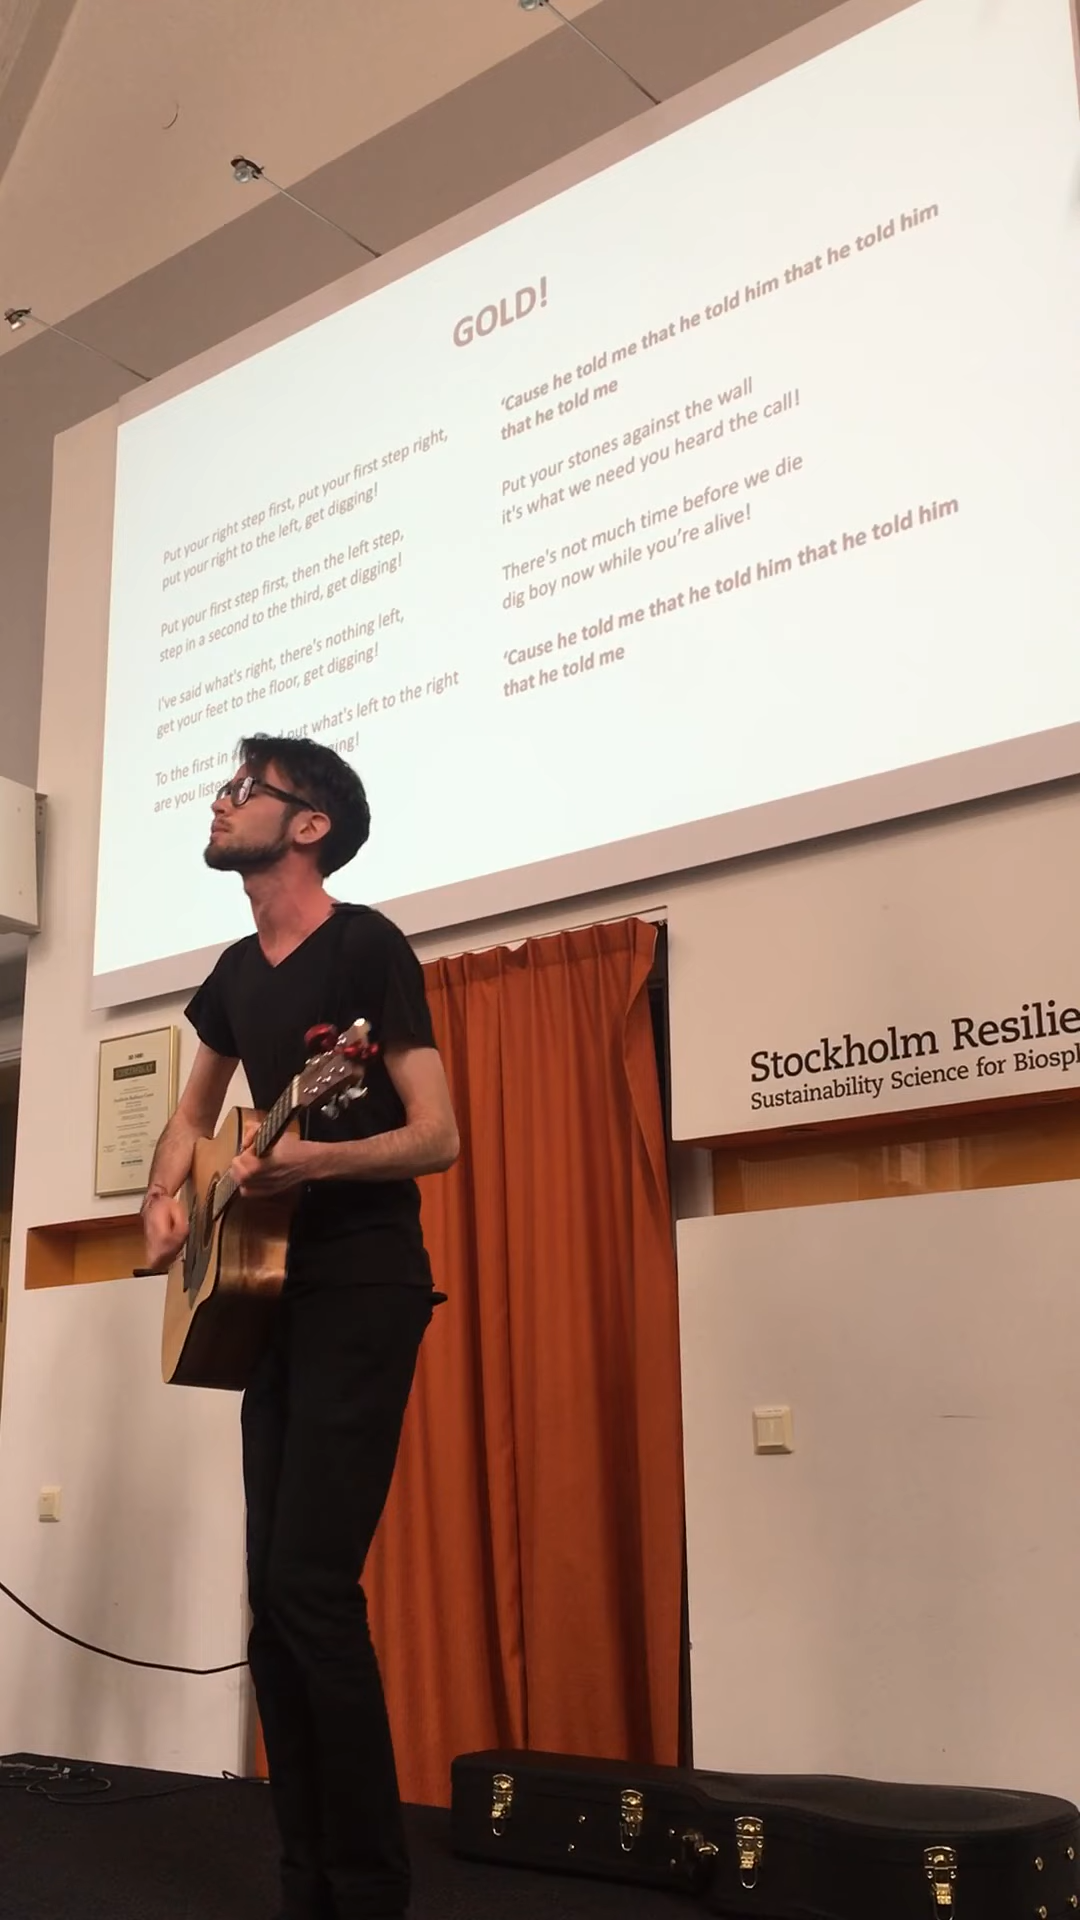 GOLD!
Put your right step first, put your first step right,
put your right to the left, get digging!
Put your first step first, then the left step,
step in a second to the third, get digging!
I've said what's right, there's nothing left,
get your feet to the floor, get digging!
To the first in put what's left to the right
are you
‘Cause he told me that he told him that he told him
that he told me
Put your stones against the wall
it's what we need you heard the call!
There's not much time before we die
dig boy now while you’re alive!
‘Cause he told me that he told him that he told him
that he told me
Stockholm Resilie
Sustainability Science for Biosph